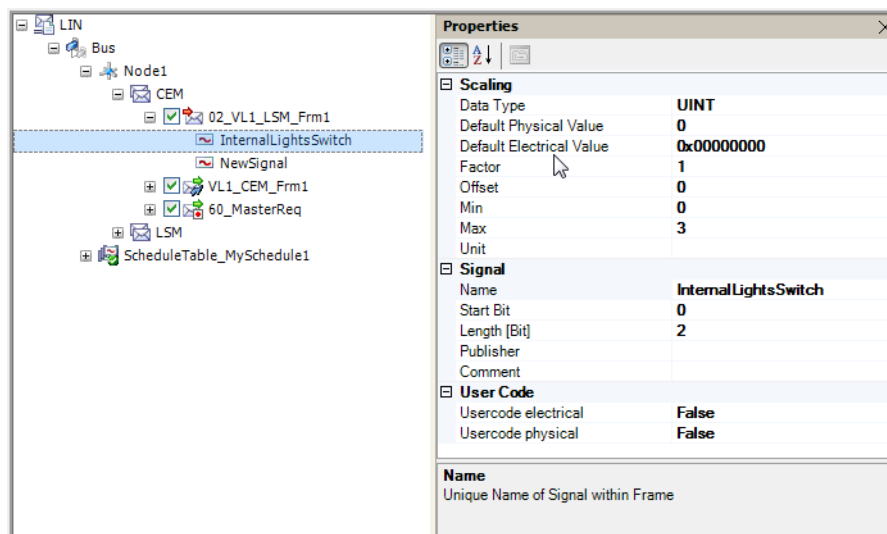 LIN
Bus
Node1
CEM
02_VL1_LSM_Frm1
InternalLightsSwitch
NewSignal
VL1_CEM_Frm1
60_MasterReq
LSM
ScheduleTable_MySchedule1
Properties
Scaling
Data Type UINT
Default Physical Value 0
Default Electrical Value 0x00000000
Factor 1
Offset 0
Min 0
Max 3
Unit
Signal
Name InternalLightsSwitch
Start Bit 0
Length [Bit] 2
Publisher
Comment
User Code
Usercode electrical False
Usercode physical False
Name
Unique Name of Signal within Frame